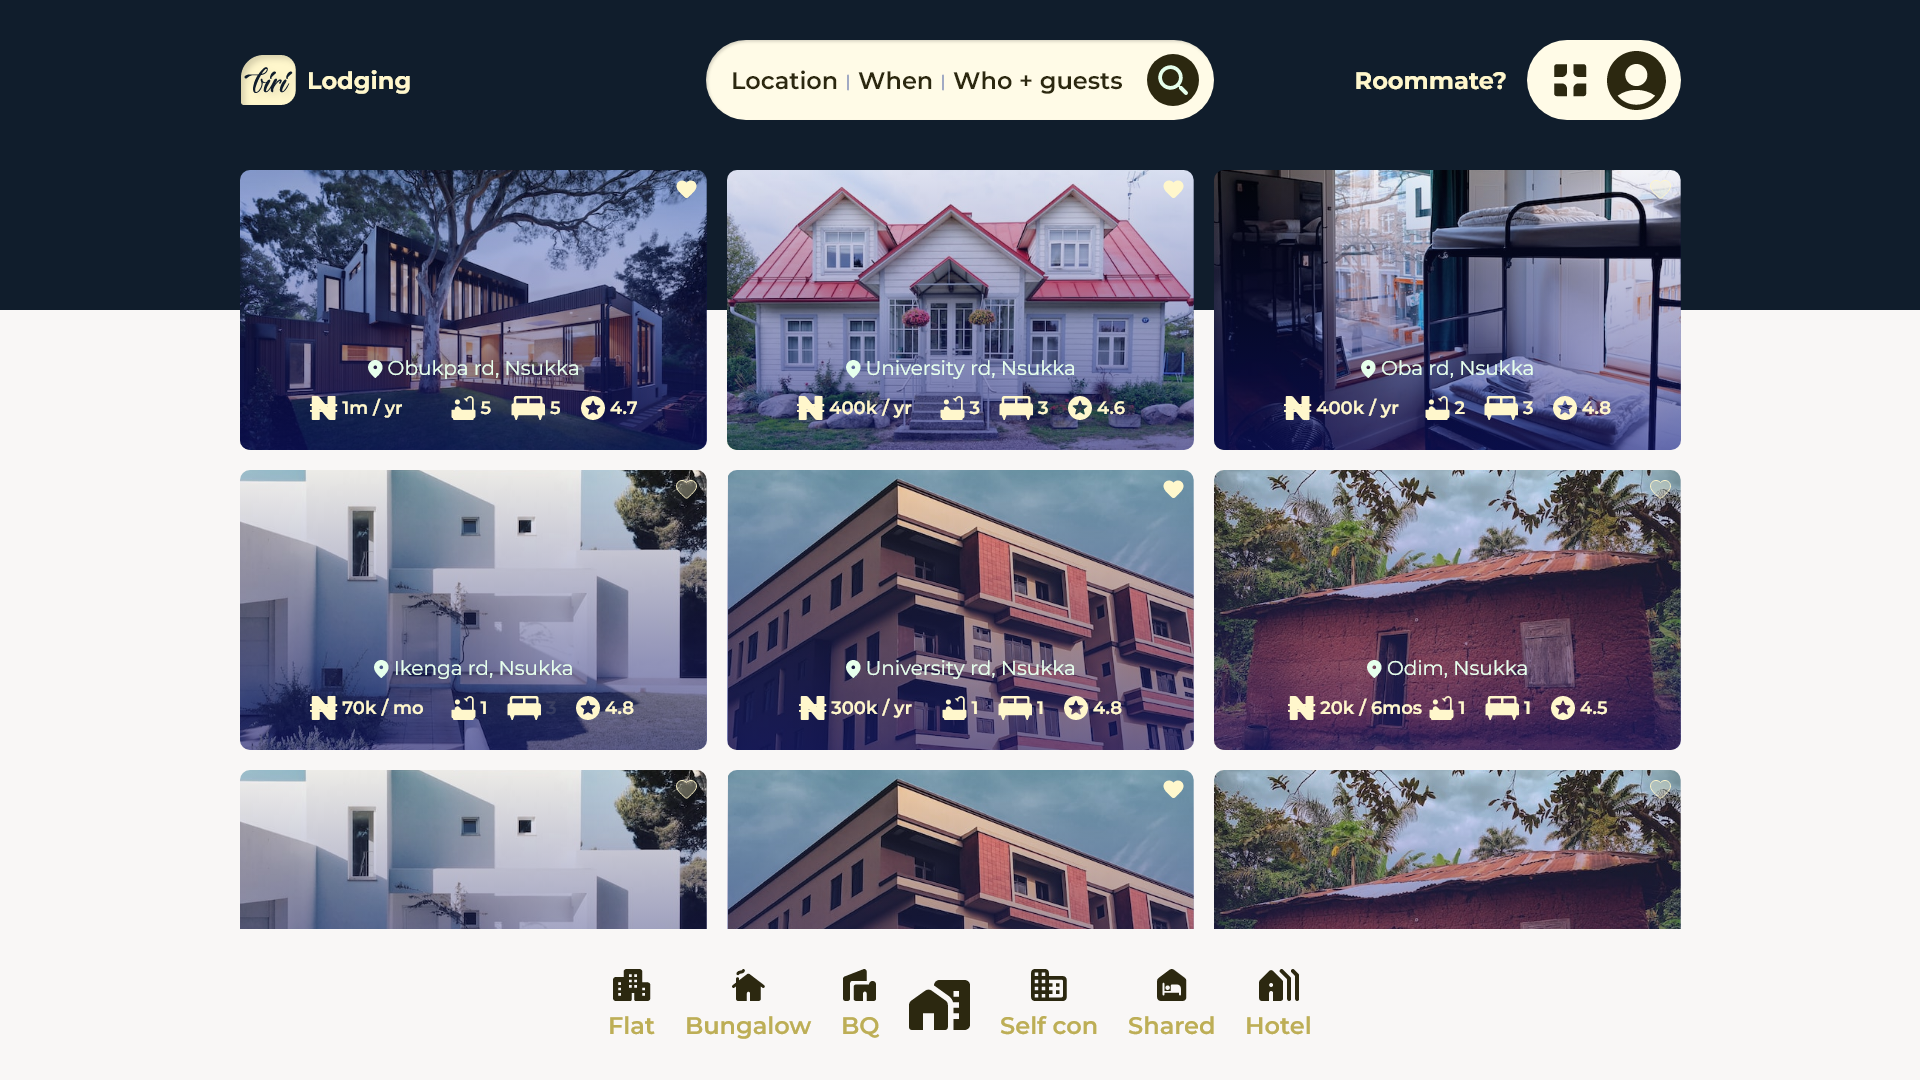 biri Lodging
Location | When | Who + guests
Roommate?
Obukpa rd, Nsukka
₦ 1m / yr 5 5 4.7
University rd, Nsukka
₦ 400k / yr 3 3 4.6
Oba rd, Nsukka
₦ 400k / yr 2 3 4.8
Ikenga rd, Nsukka
₦ 70k / mo 1 3 4.8
University rd, Nsukka
₦ 300k / yr 1 1 4.8
Odim, Nsukka
₦ 20k / 6mos 1 1 4.5
Flat
Bungalow
BQ
Self con
Shared
Hotel